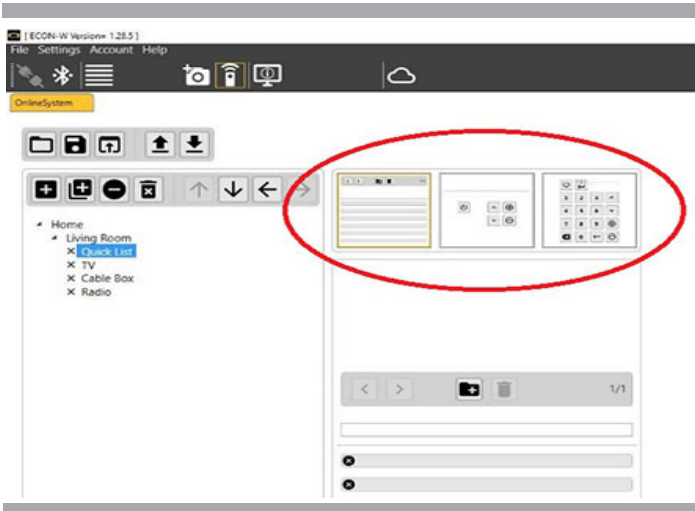 [ ECON-W Version= 1.28.5 ]
File Settings Account Help
OnlineSystem
Home
Living Room
Quick List
TV
Cable Box
Radio
1/1